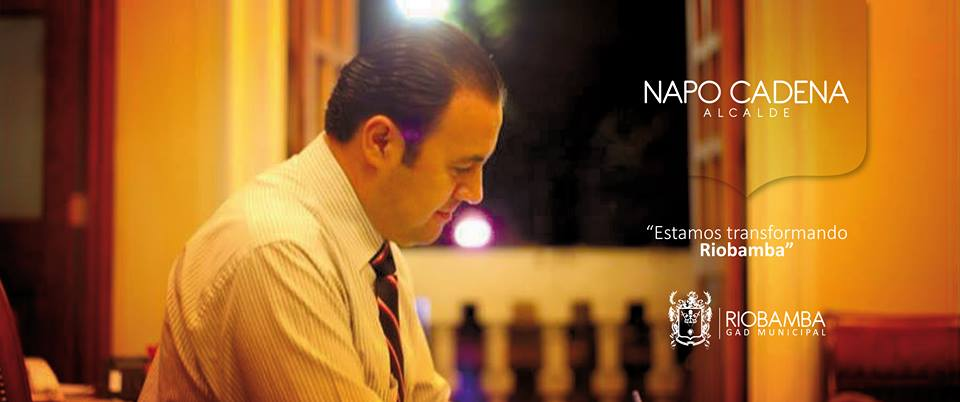 NAPO CADENA
ALCALDE
“Estamos transformando
Riobamba”
RIOBAMBA
GAD MUNICIPAL